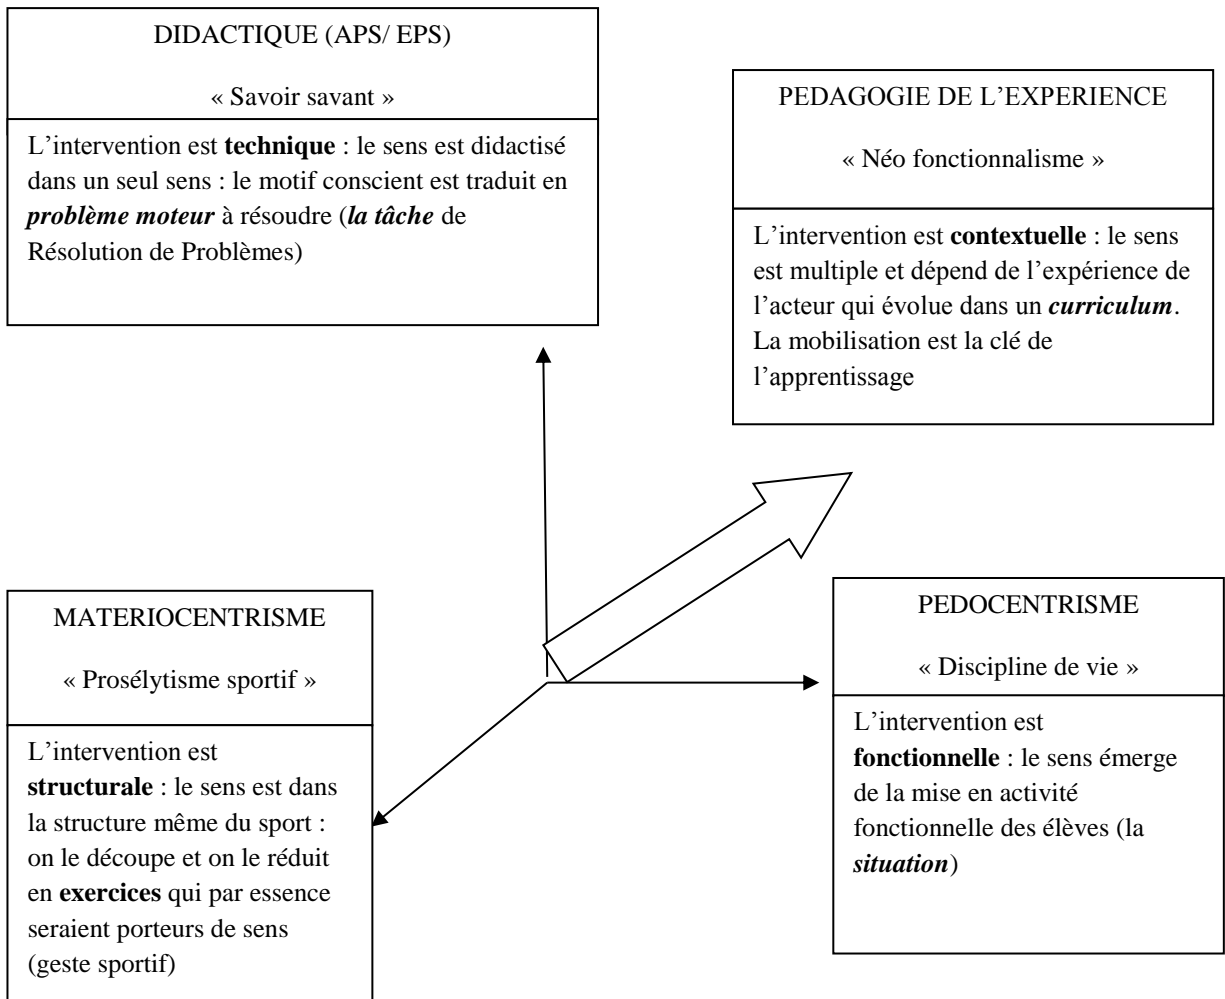 DIDACTIQUE (APS/ EPS)
« Savoir savant »
L’intervention est technique : le sens est didactisé
dans un seul sens : le motif conscient est traduit en
problème moteur à résoudre (la tâche de
Résolution de Problèmes)
PEDAGOGIE DE L’EXPERIENCE
« Néo fonctionnalisme »
L’intervention est contextuelle : le sens
est multiple et dépend de l’expérience de
l’acteur qui évolue dans un curriculum.
La mobilisation est la clé de
l’apprentissage
MATERIOCENTRISME
« Prosélytisme sportif »
L’intervention est
structurale : le sens est dans
la structure même du sport :
on le découpe et on le réduit
en exercices qui par essence
seraient porteurs de sens
(geste sportif)
PEDOCENTRISME
« Discipline de vie »
L’intervention est
fonctionnelle : le sens émerge
de la mise en activité
fonctionnelle des élèves (la
situation)